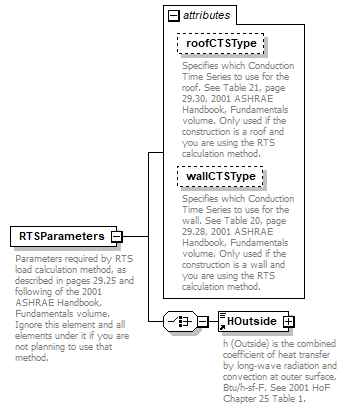 attributes
roofCTSType
Specifies which Conduction
Time Series to use for the
roof. See Table 21, page
29.30, 2001 ASHRAE
Handbook, Fundamentals
volume. Only used if the
construction is a roof and
you are using the RTS
calculation method.
wallCTSType
Specifies which Conduction
Time Series to use for the
wall. See Table 20, page
29.28, 2001 ASHRAE
Handbook, Fundamentals
volume. Only used if the
construction is a wall and
you are using the RTS
calculation method.
RTSParameters
Parameters required by RTS
load calculation method, as
described in pages 29.25 and
following of the 2001
ASHRAE Handbook,
Fundamentals volume.
Ignore this element and all
elements under it if you are
not planning to use that
method.
HOutside
h (Outside) is the combined
coefficient of heat transfer
by long-wave radiation and
convection at outer surface,
Btu/h-sf-F. See 2001 HoF
Chapter 25 Table 1.